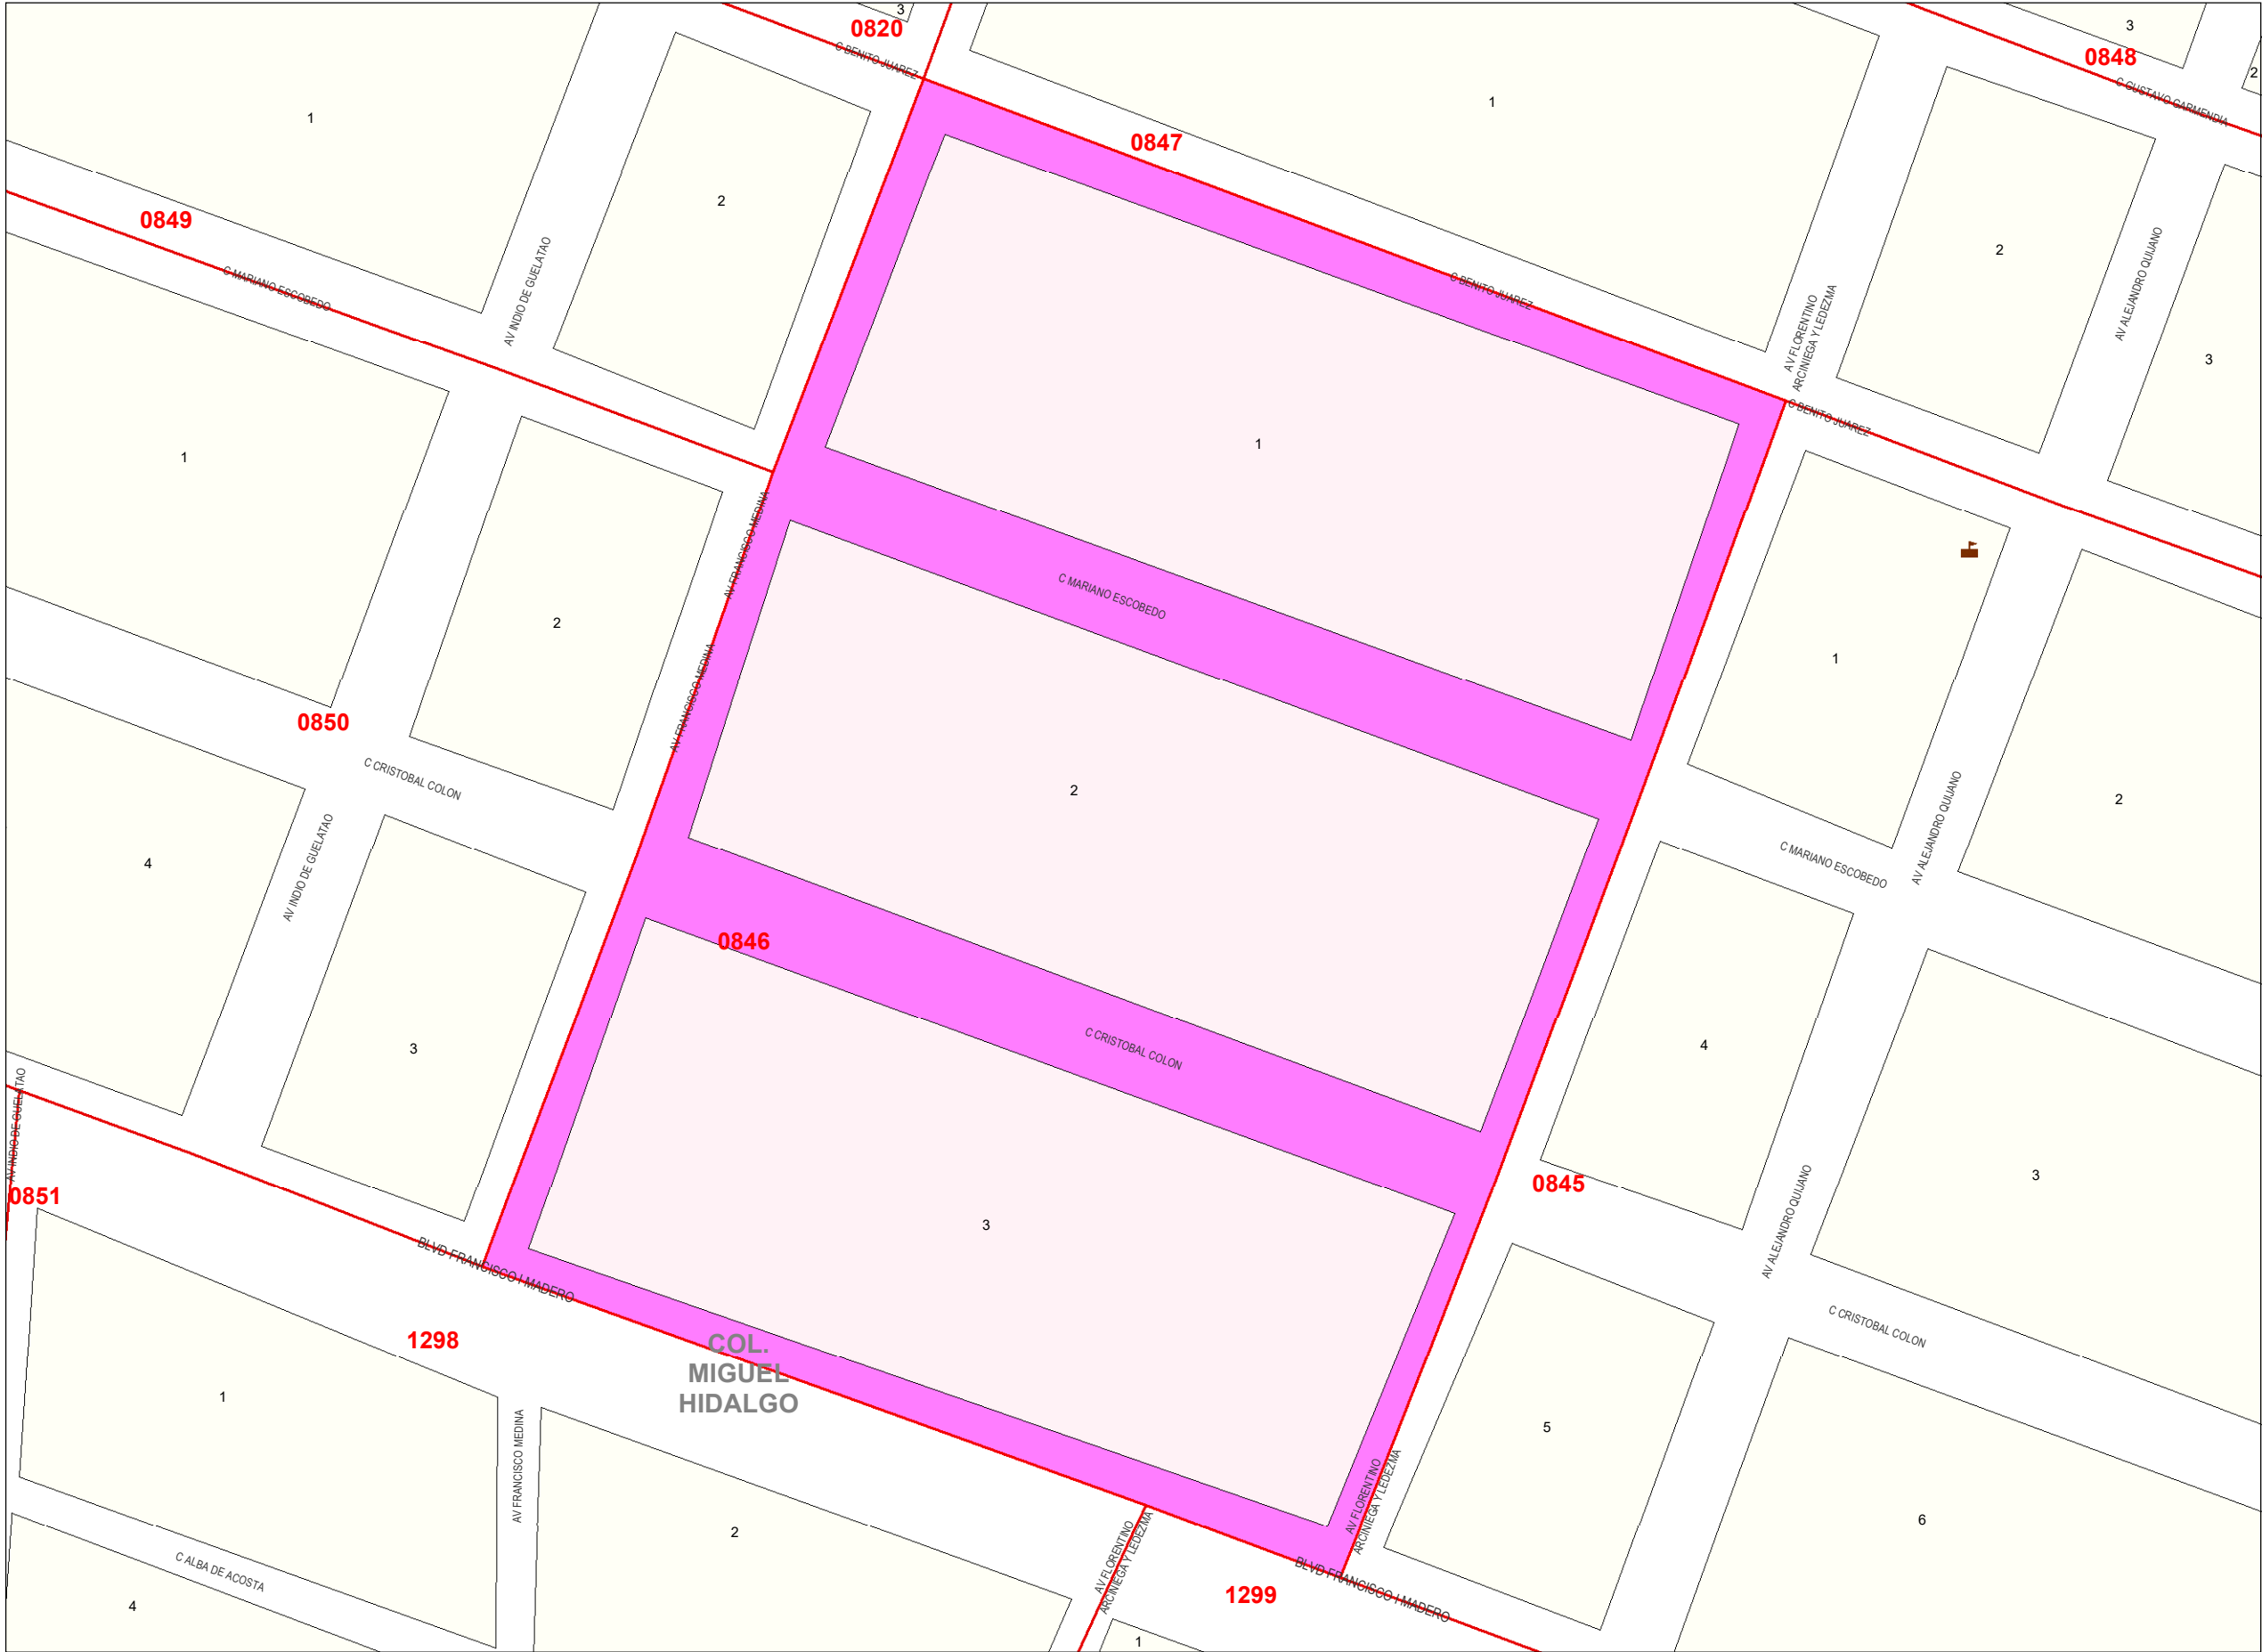 3
0820
3
0848
C BENITO JUAREZ
2
C GUSTAVO CARMENDIA
1
1
0847
2
0849
2
AV INDIO DE GUELATAO
AV ALEJANDRO QUIJANO
C MARIANO ESCOBEDO
C BENITO JUAREZ
AV FLORENTINO
ARCINIEGA Y LEDEZMA
3
C BENITO JUAREZ
1
1
AV FRANCISCO MEDINA
C MARIANO ESCOBEDO
2
1
AV FRANCISCO MEDINA
0850
C CRISTOBAL COLON
2
2
AV ALEJANDRO QUIJANO
4
AV INDIO DE GUELATAO
C MARIANO ESCOBEDO
0846
3
C CRISTOBAL COLON
4
AV INDIO DE GUELATAO
0851
0845
3
3
AV ALEJANDRO QUIJANO
BLVD FRANCISCO I MADERO
1298
COL.
MIGUEL
HIDALGO
C CRISTOBAL COLON
1
5
AV FRANCISCO MEDINA
AV FLORENTINO
ARCINIEGA Y LEDEZMA
2
6
AV FLORENTINO
ARCINIEGA Y LEDEZMA
C ALBA DE ACOSTA
1299
BLVD FRANCISCO I MADERO
4
1